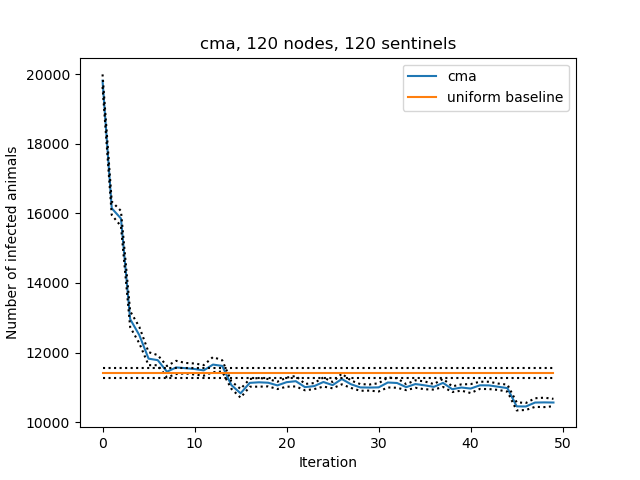 cma, 120 nodes, 120 sentinels
cma
uniform baseline
Number of infected animals
20000
18000
16000
14000
12000
10000
0 10 20 30 40 50
Iteration